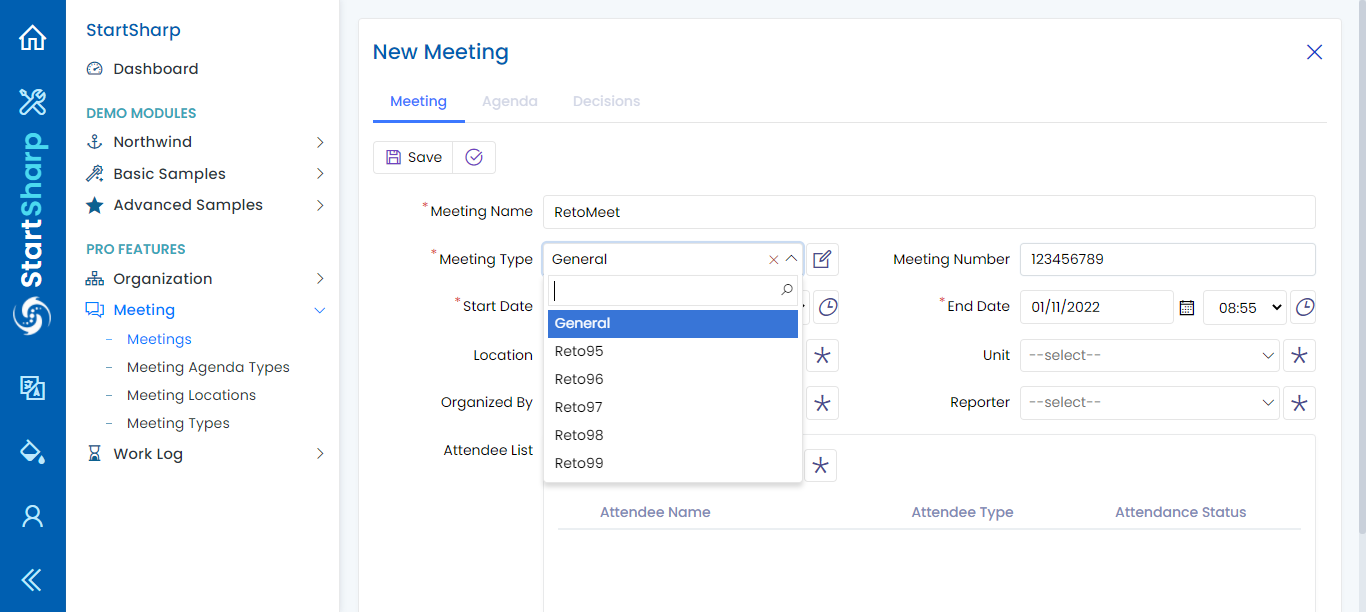 StartSharp
StartSharp
Dashboard
DEMO MODULES
Northwind
Basic Samples
Advanced Samples
PRO FEATURES
Organization
Meeting
- Meetings
- Meeting Agenda Types
- Meeting Locations
- Meeting Types
Work Log
New Meeting
Meeting Agenda Decisions
Save
*Meeting Name RetoMeet
*Meeting Type General Meeting Number 123456789
General
Reto95
Reto96
Reto97
Reto98
Reto99
*Start Date *End Date 01/11/2022 08:55
Location Unit --select--
Organized By Reporter --select--
Attendee List
Attendee Name Attendee Type Attendance Status